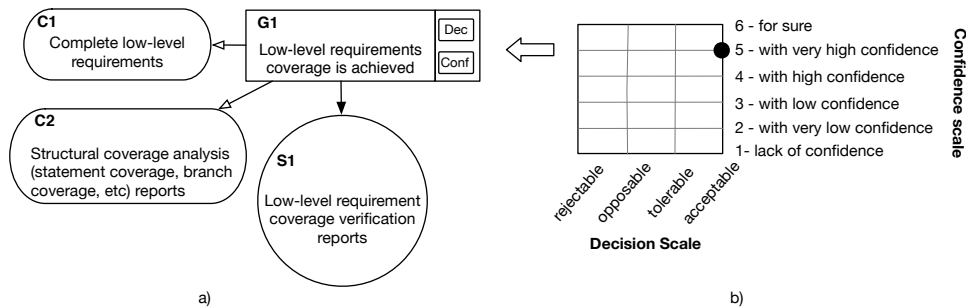 C1
Complete low-level
requirements
G1
Low-level requirements
coverage is achieved
Dec
Conf
C2
Structural coverage analysis
(statement coverage, branch
coverage, etc) reports
S1
Low-level requirement
coverage verification
reports
a)
6 - for sure
5 - with very high confidence
4 - with high confidence
3 - with low confidence
2 - with very low confidence
1- lack of confidence
Confidence scale
rejectable
opposable
tolerable
acceptable
Decision Scale
b)